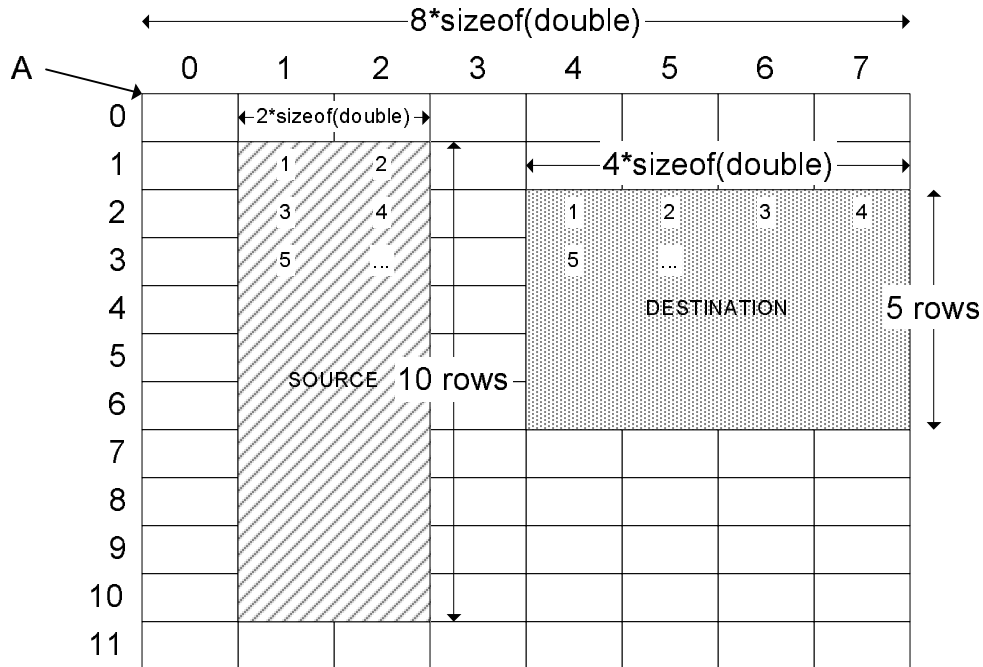 8*sizeof(double)
A 0 1 2 3 4 5 6 7
0 2*sizeof(double)
1 1 2 4*sizeof(double)
2 3 4 1 2 3 4
3 5 ... 5 ...
4 DESTINATION 5 rows
5
SOURCE 10 rows
6
7
8
9
10
11